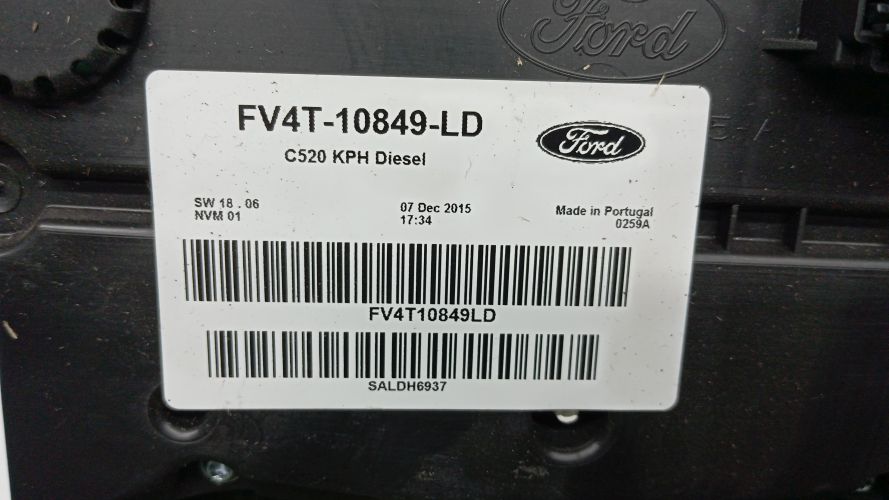 Ford
FV4T-10849-LD
Ford
C520 KPH Diesel
SW 18 . 06
NVM 01
07 Dec 2015
17:34
Made in Portugal
0259A
FV4T10849LD
SALDH6937